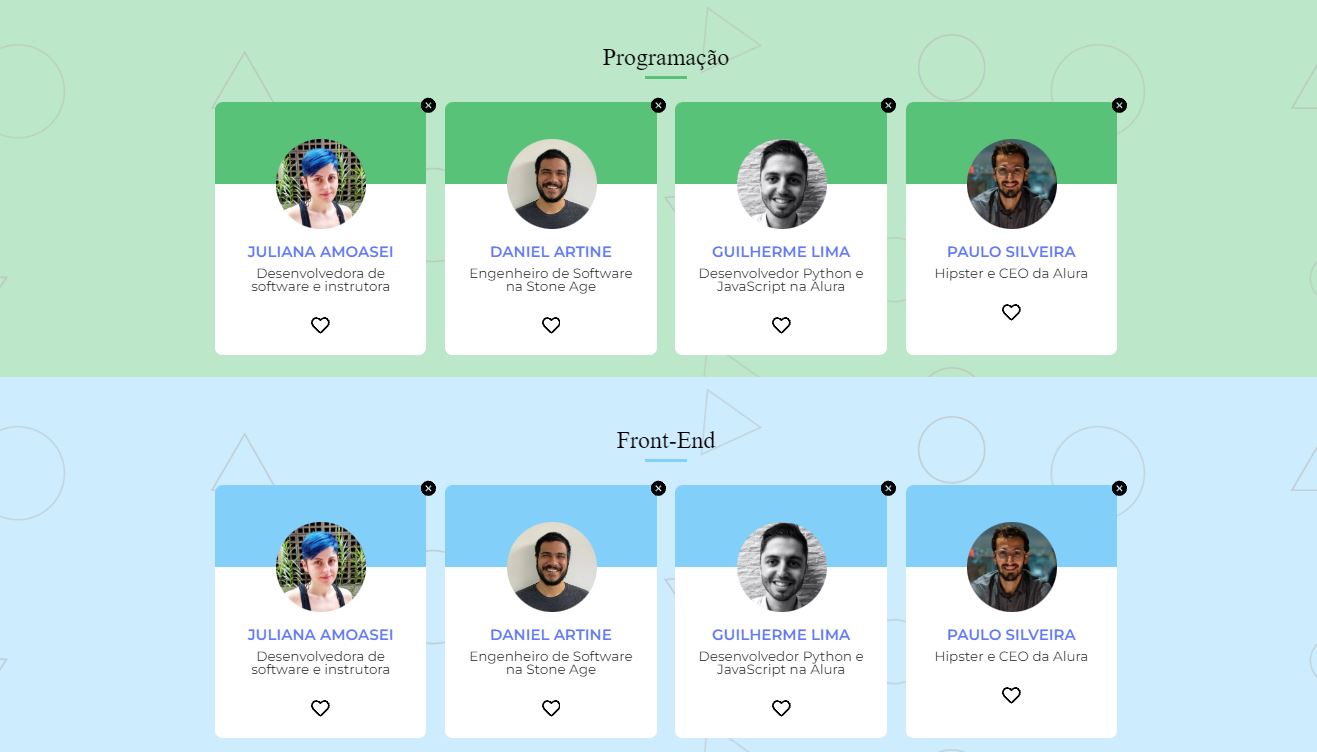 Programação
JULIANA AMOASEI
Desenvolvedora de
software e instrutora
DANIEL ARTINE
Engenheiro de Software
na Stone Age
GUILHERME LIMA
Desenvolvedor Python e
JavaScript na Alura
PAULO SILVEIRA
Hipster e CEO da Alura
Front-End
JULIANA AMOASEI
Desenvolvedora de
software e instrutora
DANIEL ARTINE
Engenheiro de Software
na Stone Age
GUILHERME LIMA
Desenvolvedor Python e
JavaScript na Alura
PAULO SILVEIRA
Hipster e CEO da Alura